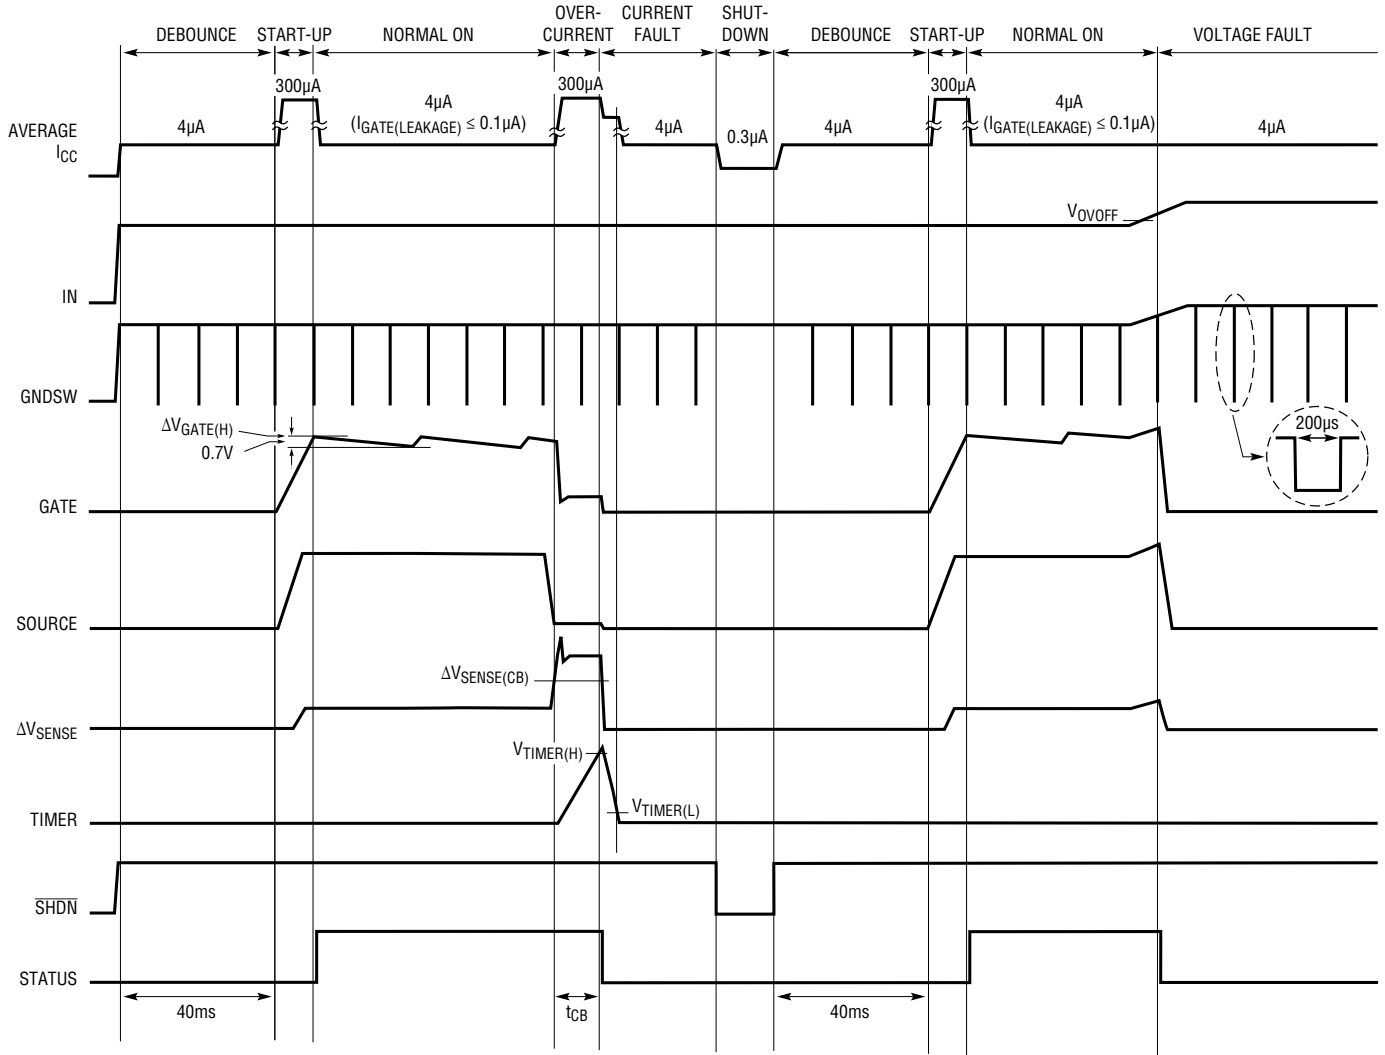 DEBOUNCE
START-UP
NORMAL ON
OVER-
CURRENT
CURRENT
FAULT
SHUT-
DOWN
DEBOUNCE
START-UP
NORMAL ON
VOLTAGE FAULT
AVERAGE
ICC
4µA
300µA
4µA
(IGATE(LEAKAGE) ≤ 0.1µA)
300µA
4µA
0.3µA
4µA
300µA
4µA
(IGATE(LEAKAGE) ≤ 0.1µA)
4µA
VOVOFF
IN
GNDSW
200µs
ΔVGATE(H)
0.7V
GATE
SOURCE
ΔVSENSE(CB)
ΔVSENSE
VTIMER(H)
VTIMER(L)
TIMER
SHDN
STATUS
40ms
tCB
40ms